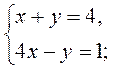 x + y = 4,
4x − y = 1;